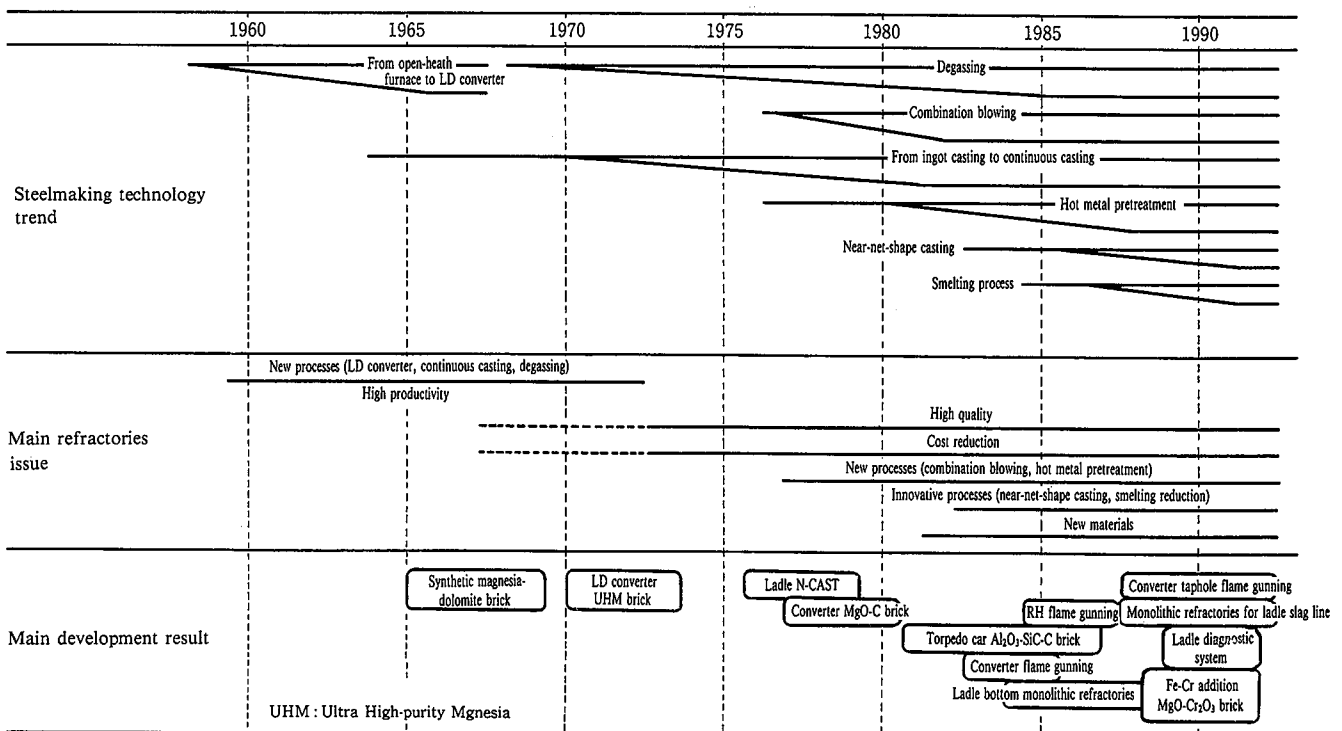 1960 1965 1970 1975 1980 1985 1990
From open-heath
furnace to LD converter
Degassing
Combination blowing
From ingot casting to continuous casting
Steelmaking technology
trend
Hot metal pretreatment
Near-net-shape casting
Smelting process
New processes (LD converter, continuous casting, degassing)
High productivity
High quality
Main refractories
issue
Cost reduction
New processes (combination blowing, hot metal pretreatment)
Innovative processes (near-net-shape casting, smelting reduction)
New materials
Synthetic magnesia-
dolomite brick
LD converter
UHM brick
Ladle N-CAST
Converter taphole flame gunning
Converter MgO-C brick
RH flame gunning
Monolithic refractories for ladle slag line
Main development result
Torpedo car Al₂O₃-SiC-C brick
Ladle diagnostic
system
Converter flame gunning
Ladle bottom monolithic refractories
Fe-Cr addition
MgO-Cr₂O₃ brick
UHM : Ultra High-purity Mgnesia